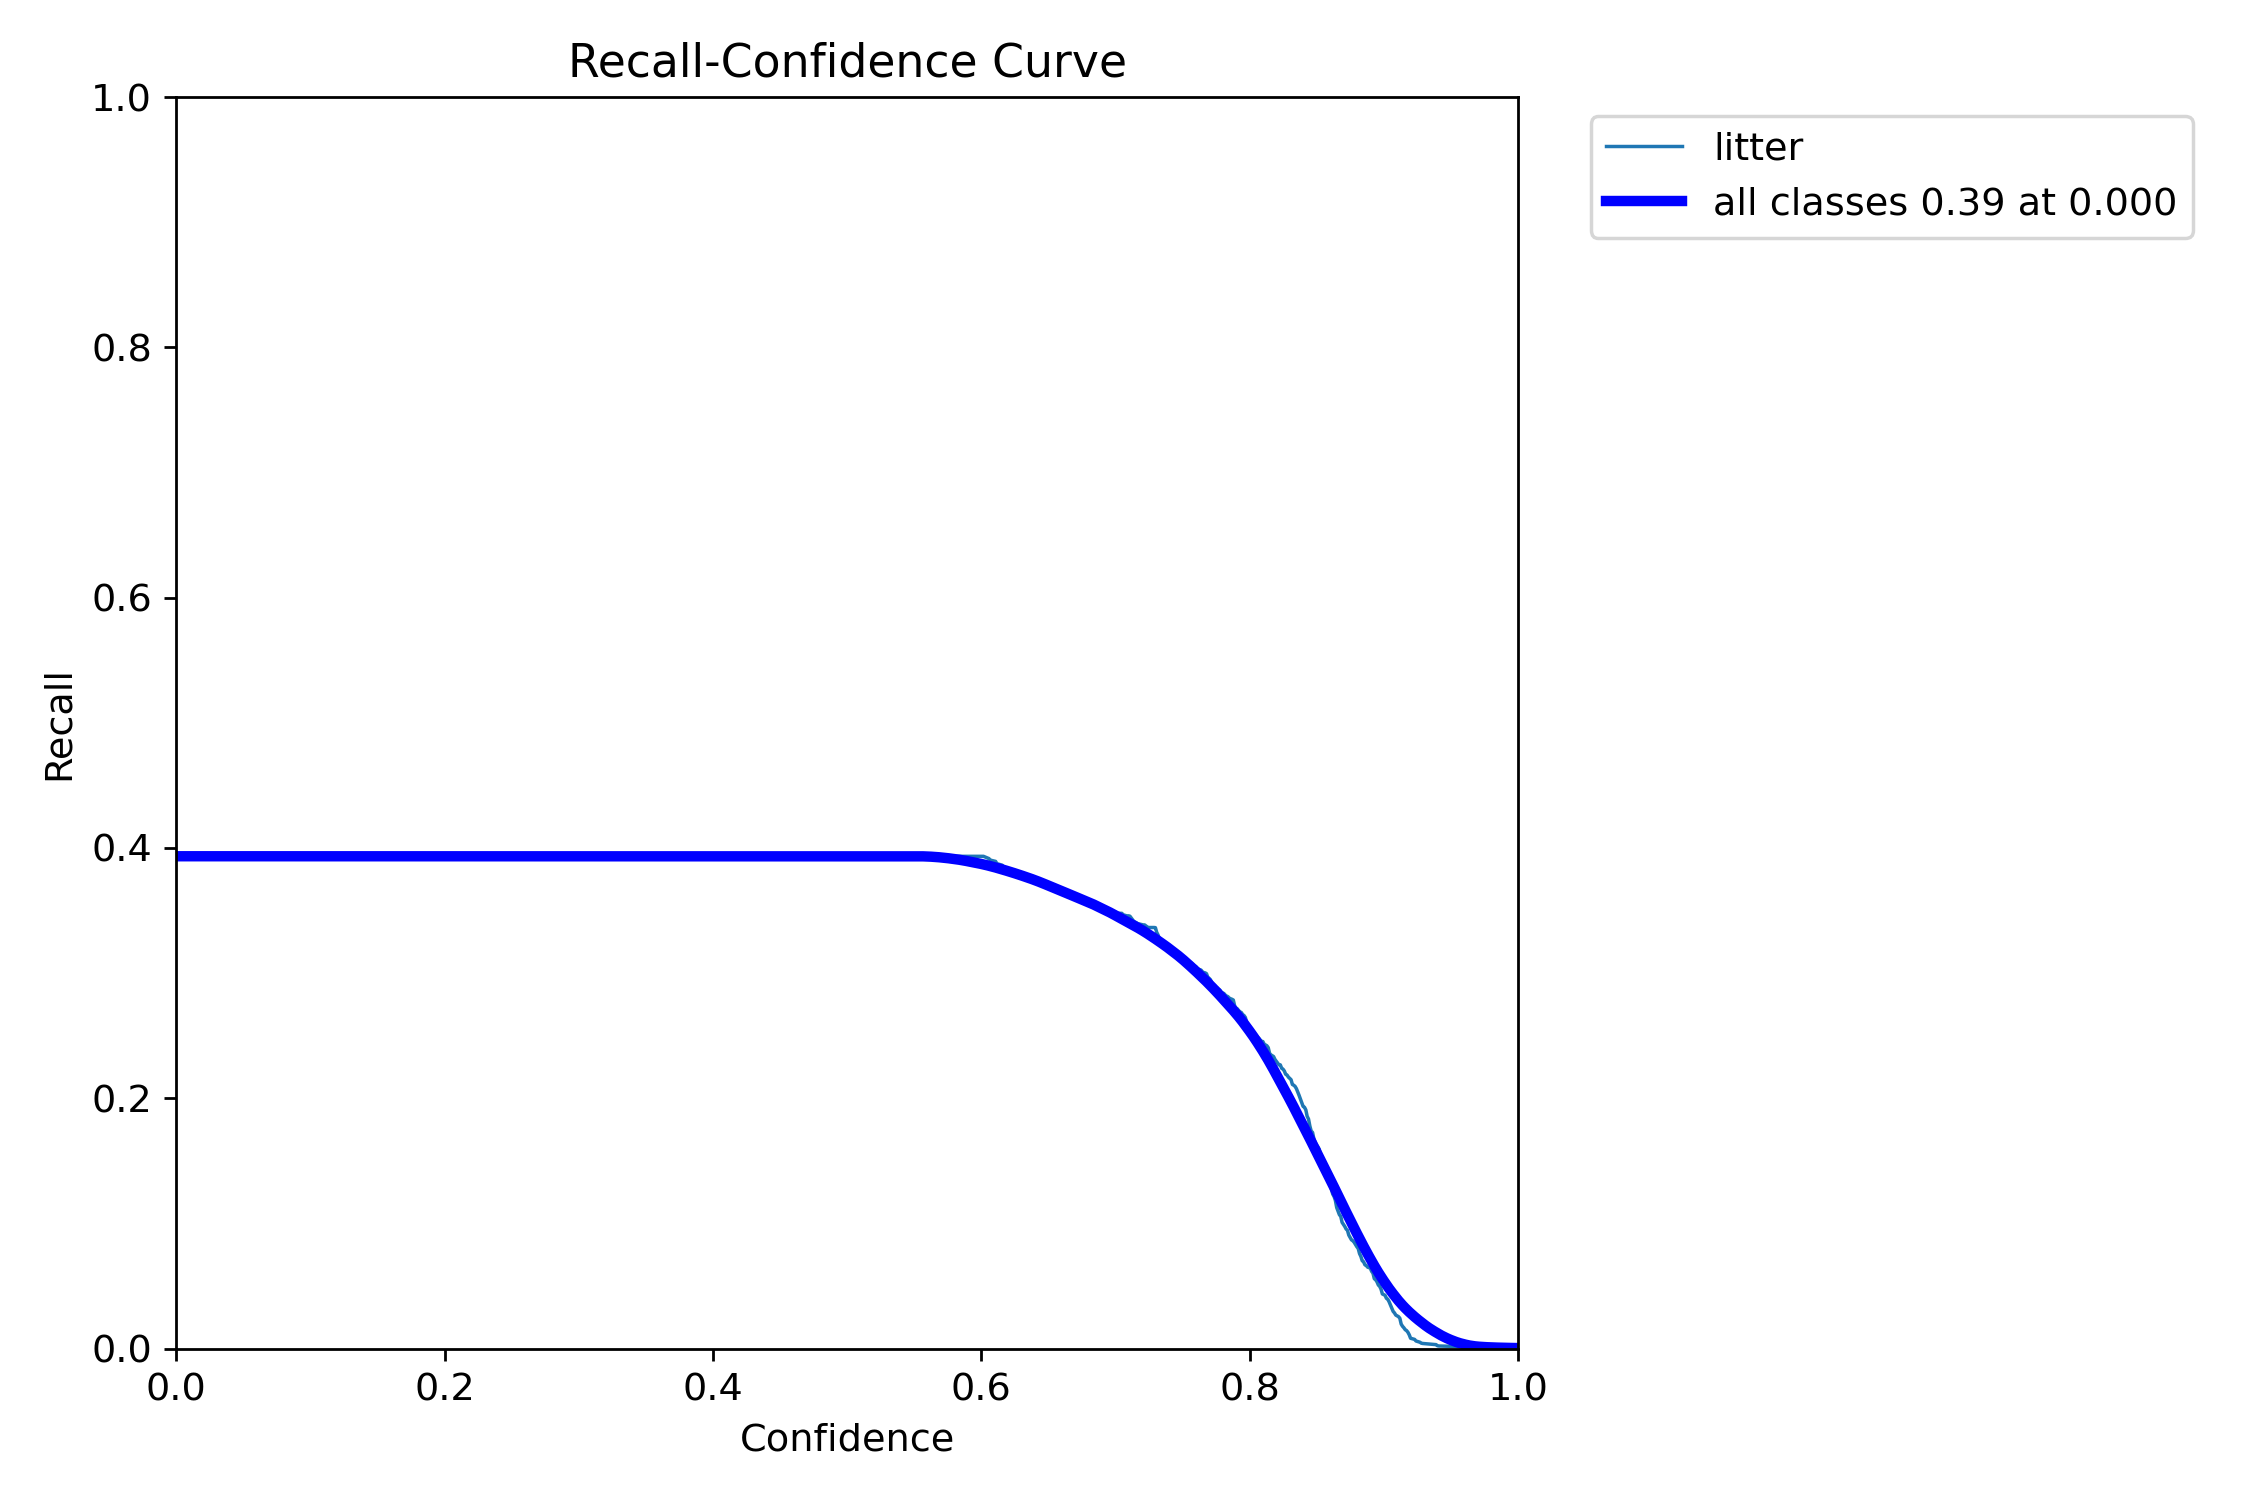 Recall-Confidence Curve
1.0
0.8
0.6
0.4
0.2
0.0
Recall
0.0 0.2 0.4 0.6 0.8 1.0
Confidence
litter
all classes 0.39 at 0.000